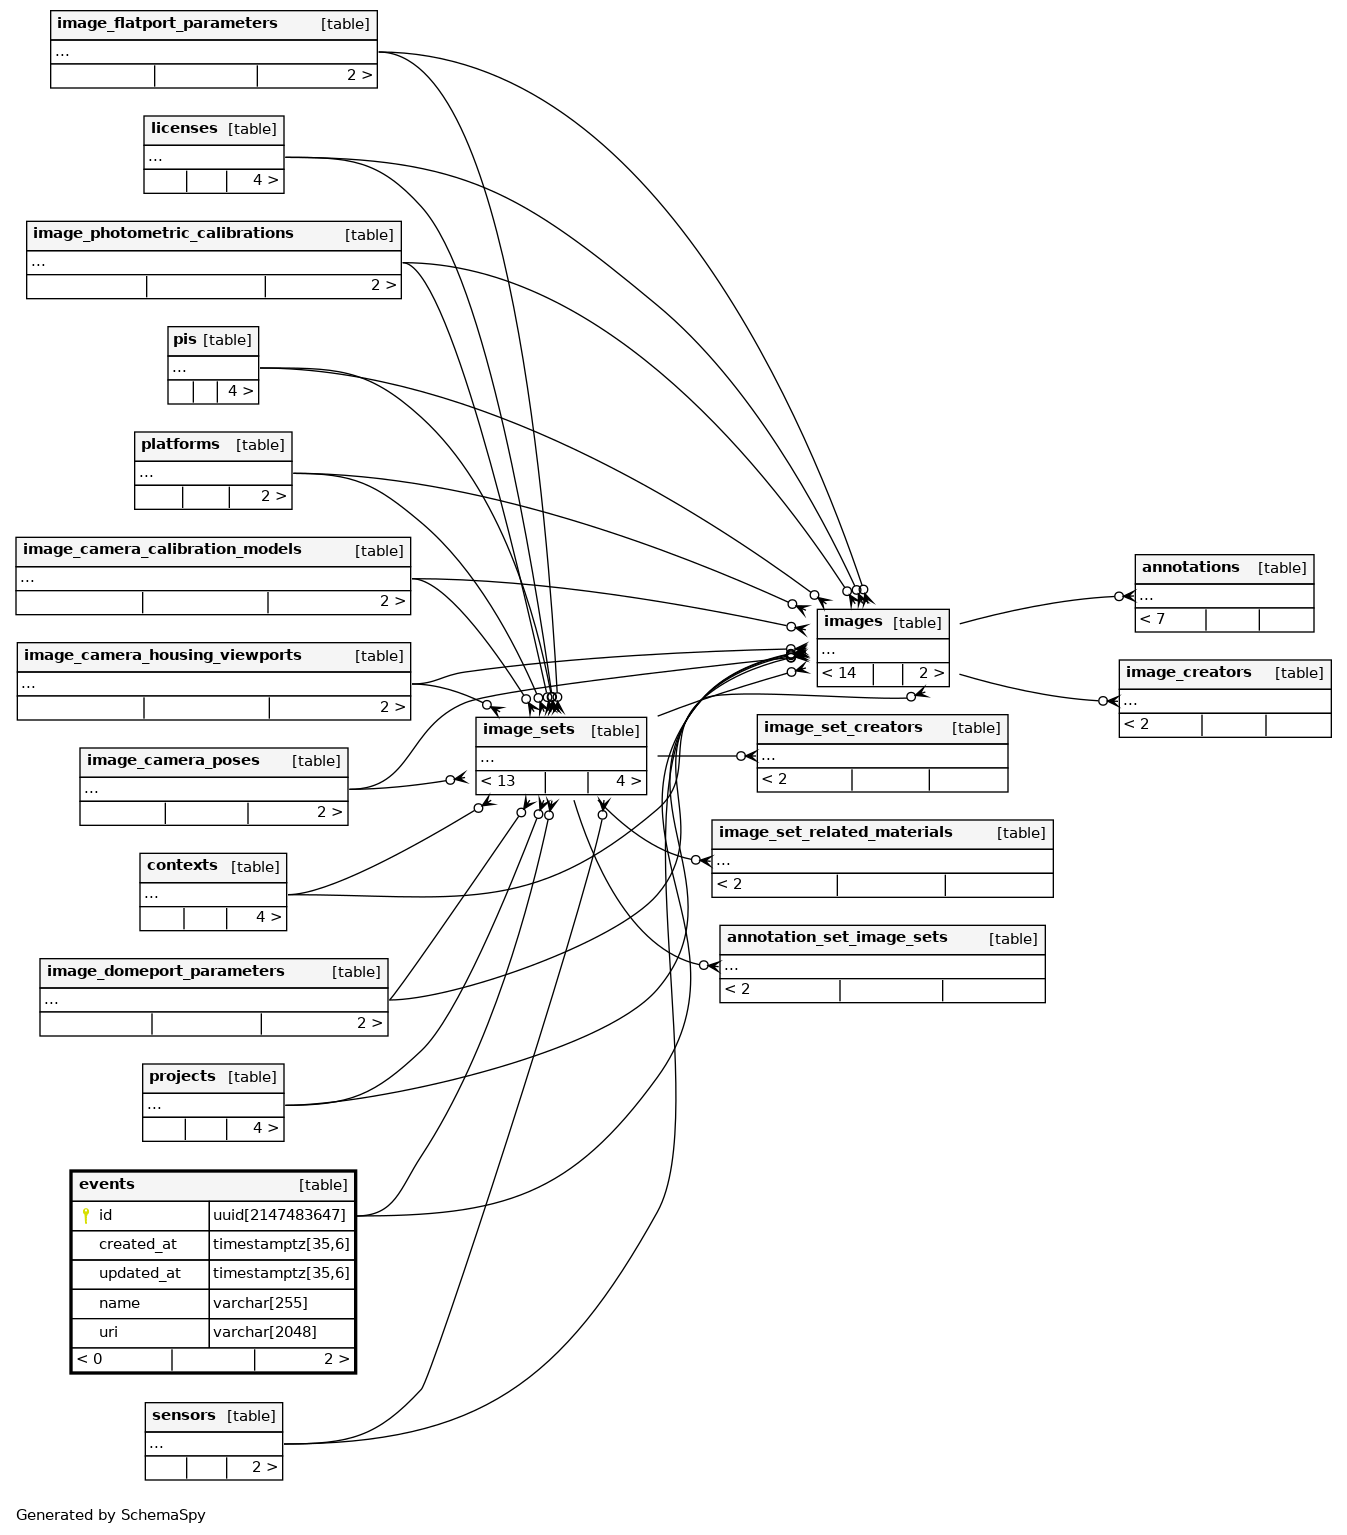 image_flatport_parameters [table]
...
2 >
licenses [table]
...
4 >
image_photometric_calibrations [table]
...
2 >
pis [table]
...
4 >
platforms [table]
...
2 >
image_camera_calibration_models [table]
...
2 >
image_camera_housing_viewports [table]
...
2 >
image_camera_poses [table]
...
2 >
contexts [table]
...
4 >
image_domeport_parameters [table]
...
2 >
projects [table]
...
4 >
events [table]
id uuid[2147483647]
created_at timestamptz[35,6]
updated_at timestamptz[35,6]
name varchar[255]
uri varchar[2048]
< 0 2 >
sensors [table]
...
2 >
image_sets [table]
...
< 13 4 >
images [table]
...
< 14 2 >
image_set_creators [table]
...
< 2
image_set_related_materials [table]
...
< 2
annotation_set_image_sets [table]
...
< 2
annotations [table]
...
< 7
image_creators [table]
...
< 2
Generated by SchemaSpy